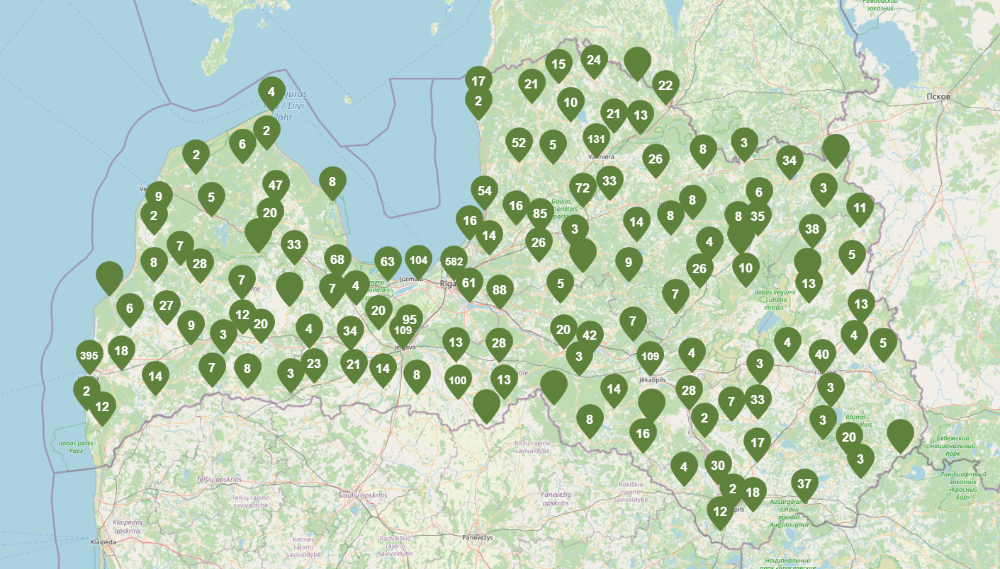 Ремдовский
заказник
4
jūras
/ Liivi
laht
17
15
24
21
22
2
10
Псков
2
6
2
21
13
52
5
131
Valmiera
26
8
3
34
47
8
9
5
2
20
54
72
33
16
85
Gaujas
nacionālais
parks
8
6
3
11
16
14
26
3
14
8
8
35
38
7
33
8
28
68
63
104
Jūrmala
582
Rīga
9
4
26
10
5
7
7
4
Ķemeru
nacionālais
61
88
5
7
13
dabas liegums
"Lubāna
mitrājs"
6
27
9
12
20
3
4
34
20
95
109
Jelgava
13
28
20
42
3
7
13
4
5
395
18
14
7
8
3
23
21
14
8
100
13
109
Jēkabpils
4
3
4
40
2
12
14
28
7
33
3
8
16
2
3
Rāznas
20
17
3
dabas parks
"Pape"
Biržų rajono
savivaldybė
Себежский
национальный
парк
4
30
2
18
12
37
Aizsargājamo
ainavu
apvidus
"Augšdaugava"
Ландшафтный
заказник
«Красный
Бор»
Telšių apskritis
Telšių rajono
savivaldybė
Šiaulių apskritis
Panevėžio
apskritis
Rokiškio
rajono
savivaldybė
Klaipėdos
apskritis
Klaipėda
Kelmės
rajono
savivaldybė
Radviliškio
rajono
savivaldybė
Panevėžys
Национальный
парк